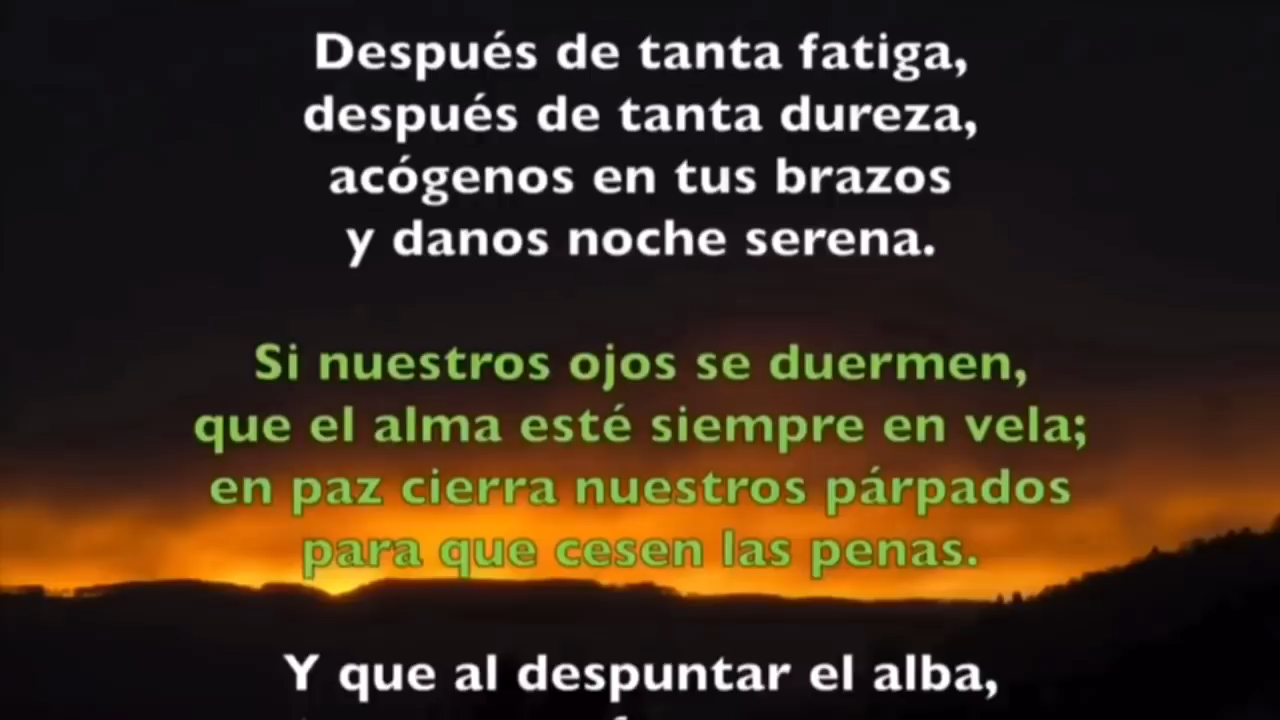 Después de tanta fatiga,
después de tanta dureza,
acógenos en tus brazos
y danos noche serena.
Si nuestros ojos se duermen,
que el alma esté siempre en vela;
en paz cierra nuestros párpados
para que cesen las penas.
Y que al despuntar el alba,